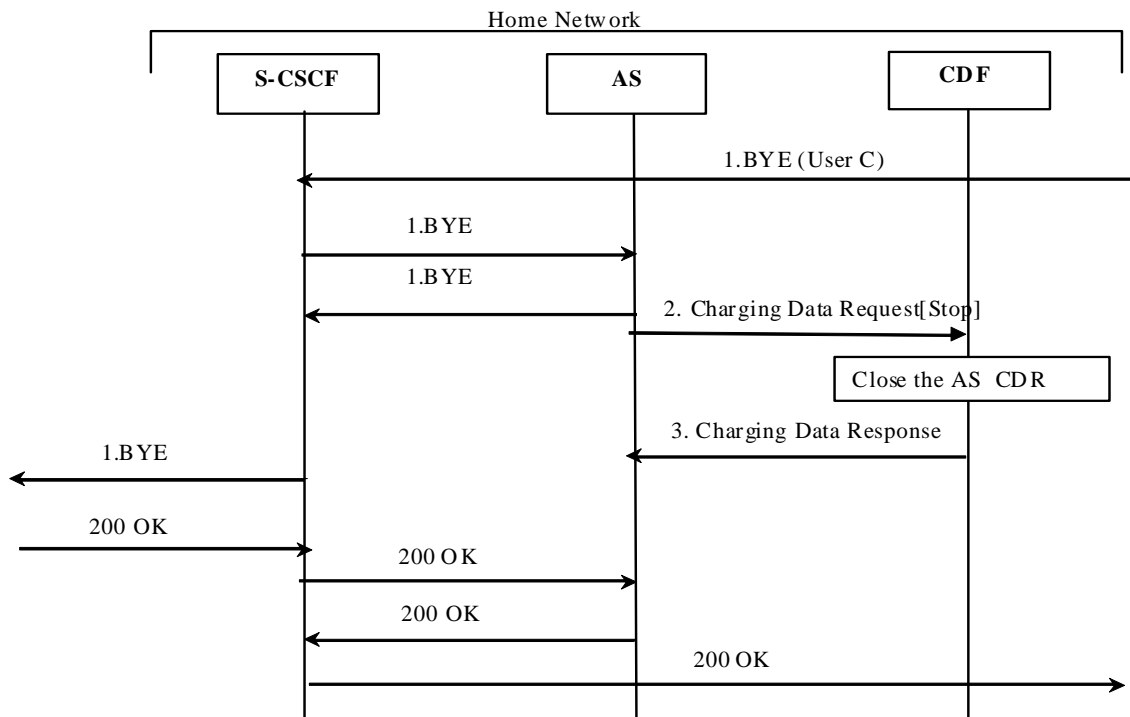 Home Network
S-CSCF
AS
CDF
1.BYE (User C)
1.BYE
1.BYE
2. Charging Data Request[Stop]
Close the AS CDR
3. Charging Data Response
1.BYE
200 OK
200 OK
200 OK
200 OK